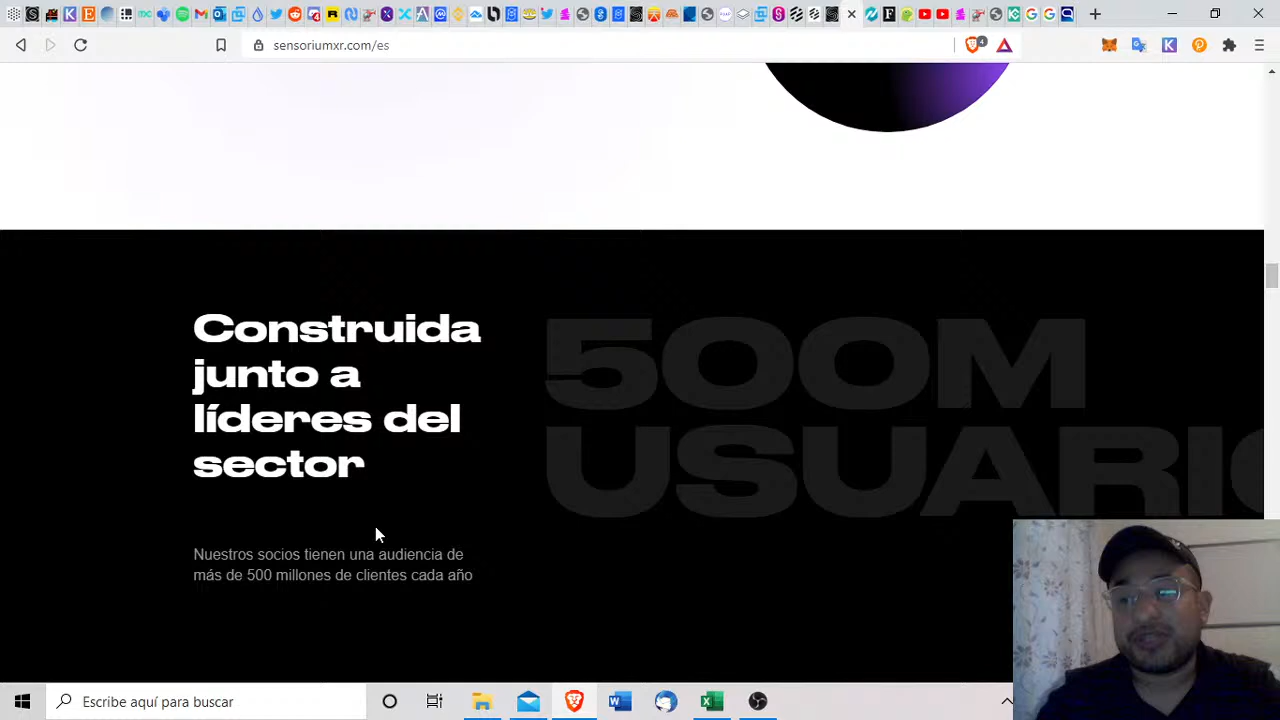 sensoriumxr.com/es
4
Construida
junto a
líderes del
sector
500M
USUARIO
Nuestros socios tienen una audiencia de
más de 500 millones de clientes cada año
Escribe aquí para buscar